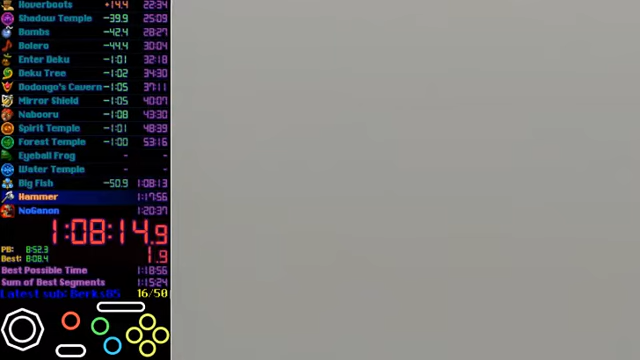 Hoverboots +14.4 22:34
Shadow Temple -39.9 25:09
Bombs -42.4 28:27
Bolero -44.4 30:04
Enter Deku -1:01 32:18
Deku Tree -1:02 34:30
Dodongo's Cavern -1:05 37:11
Mirror Shield -1:05 40:07
Nabooru -1:08 43:30
Spirit Temple -1:01 48:39
Forest Temple -1:00 53:16
Eyeball Frog - -
Water Temple - -
Big Fish -50.9 1:08:13
Hammer 1:17:56
NoGanon 1:20:37
1:08:14.9
PB: 8:52.3
Best: 8:08.4 1.9
Best Possible Time 1:18:56
Sum of Best Segments 1:15:24
Latest sub: Berks85 16/50